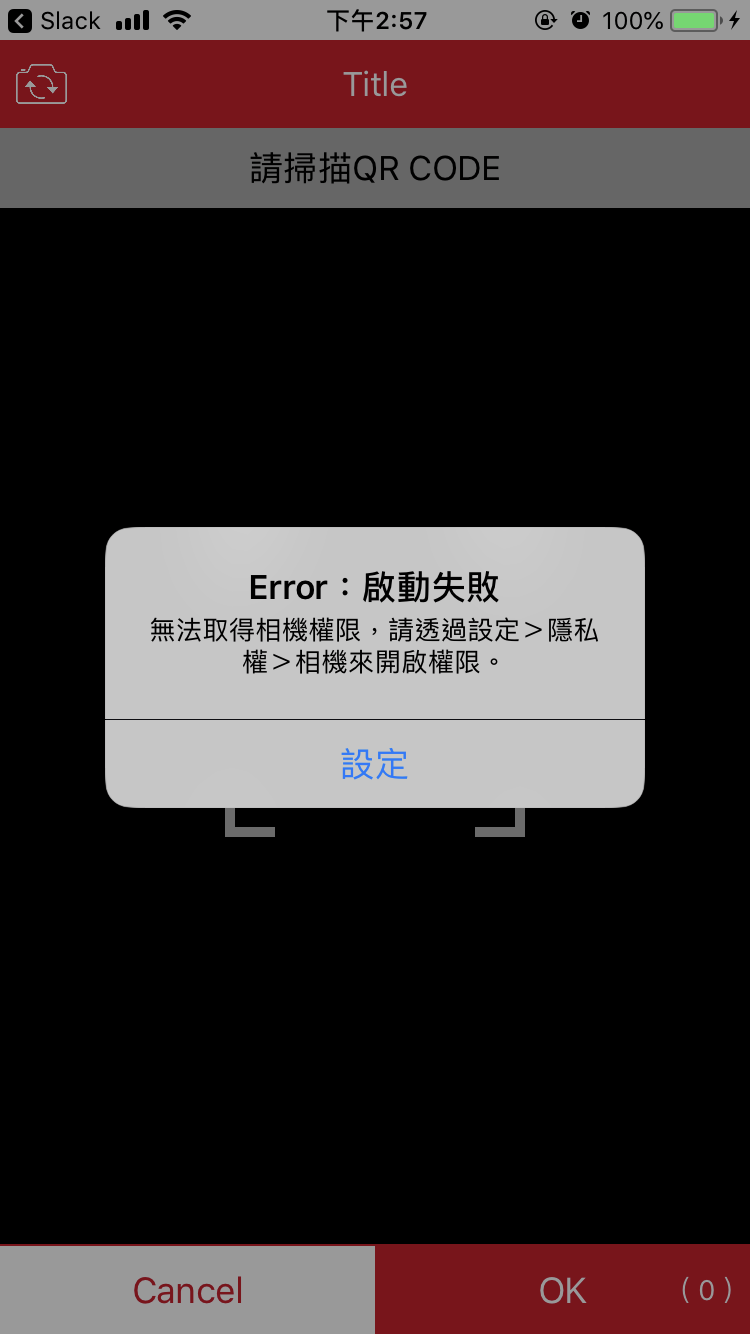 Slack 下午2:57 100%
Title
請掃描QR CODE
Error：啟動失敗
無法取得相機權限，請透過設定＞隱私
權＞相機來開啟權限。
設定
Cancel OK ( 0 )